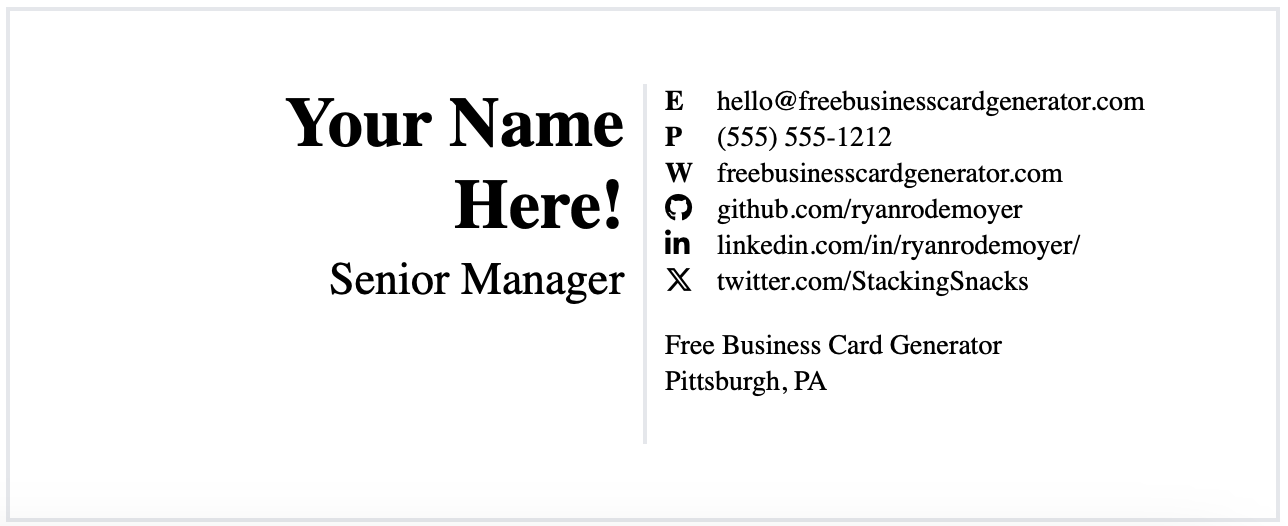 Your Name
Here!
Senior Manager
E hello@freebusinesscardgenerator.com
P (555) 555-1212
W freebusinesscardgenerator.com
github.com/ryanrodemoyer
in linkedin.com/in/ryanrodemoyer/
X twitter.com/StackingSnacks
Free Business Card Generator
Pittsburgh, PA